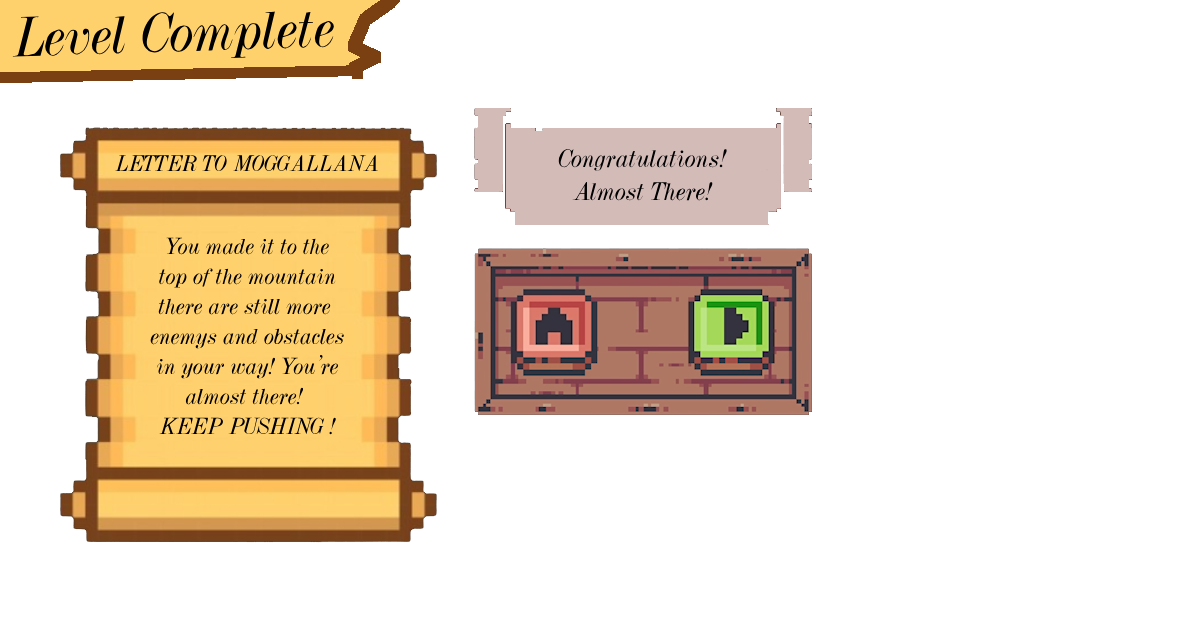 Level Complete
LETTER TO MOGGALLANA
You made it to the
top of the mountain
there are still more
enemys and obstacles
in your way! You're
almost there!
KEEP PUSHING !
Congratulations!
Almost There!